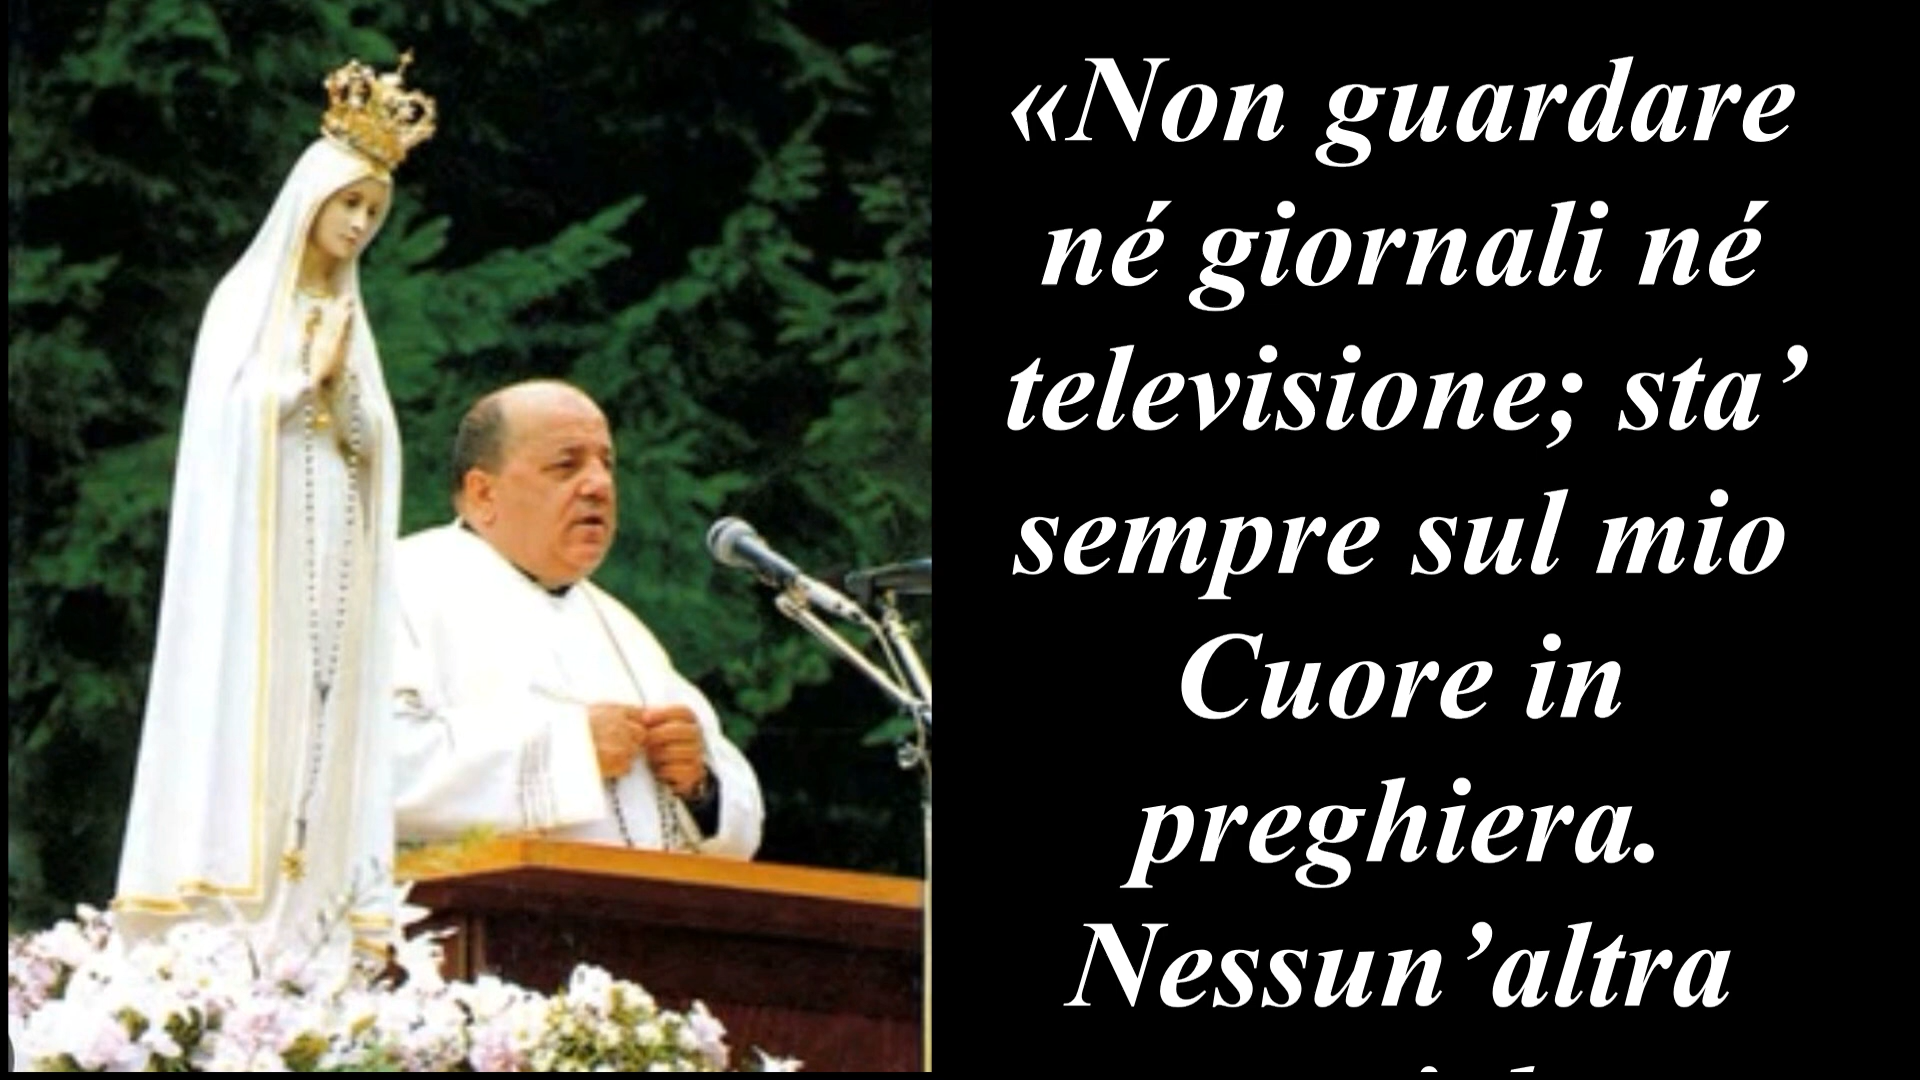 «Non guardare
né giornali né
televisione; sta’
sempre sul mio
Cuore in
preghiera.
Nessun’altra